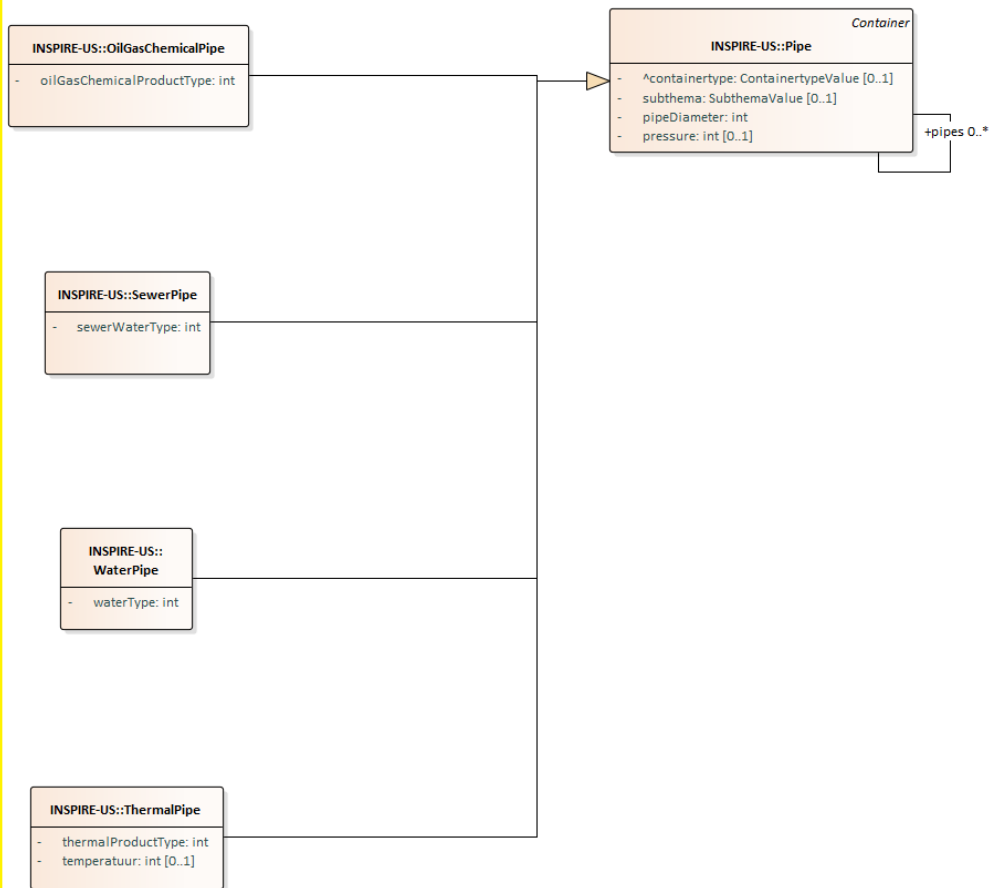 INSPIRE-US::OilGasChemicalPipe
- oilGasChemicalProductType: int
Container
INSPIRE-US::Pipe
- ^containertype: ContainertypeValue [0..1]
- subthema: SubthemaValue [0..1]
- pipeDiameter: int
- pressure: int [0..1]
+pipes 0..*
INSPIRE-US::SewerPipe
- sewerWaterType: int
INSPIRE-US::
WaterPipe
- waterType: int
INSPIRE-US::ThermalPipe
- thermalProductType: int
- temperatuur: int [0..1]